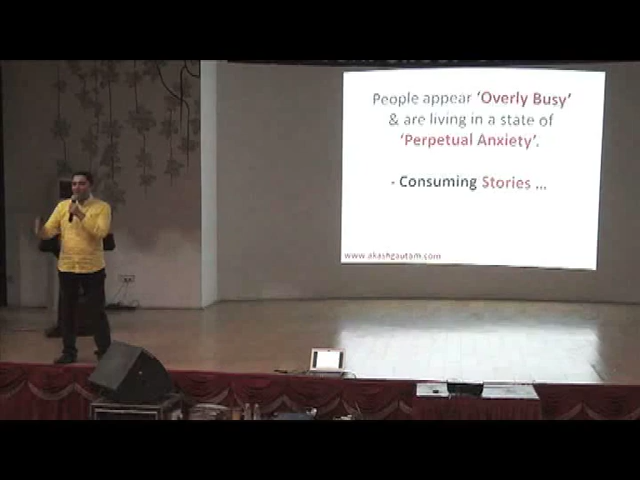 People appear ‘Overly Busy’
& are living in a state of
‘Perpetual Anxiety’.
- Consuming Stories ...
www.akashgautam.com